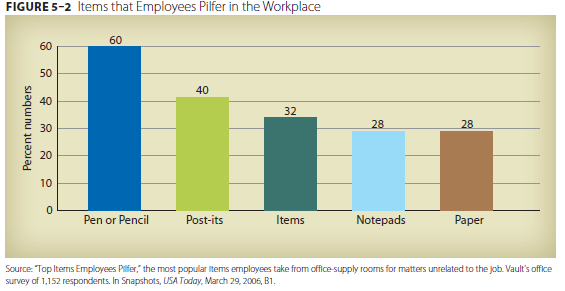 FIGURE 5–2 Items that Employees Pilfer in the Workplace
Percent numbers
60
50
40
30
20
10
0
60
40
32
28
28
Pen or Pencil
Post-its
Items
Notepads
Paper
Source: "Top Items Employees Pilfer," the most popular items employees take from office-supply rooms for matters unrelated to the job. Vault's office
survey of 1,152 respondents. In Snapshots, USA Today, March 29, 2006, B1.